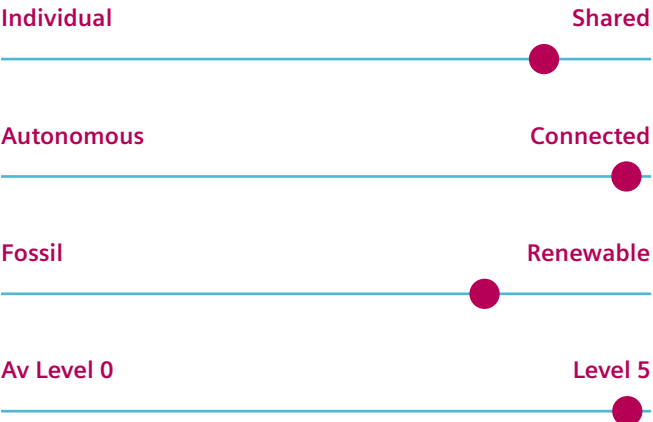 Individual Shared
Autonomous Connected
Fossil Renewable
Av Level 0 Level 5